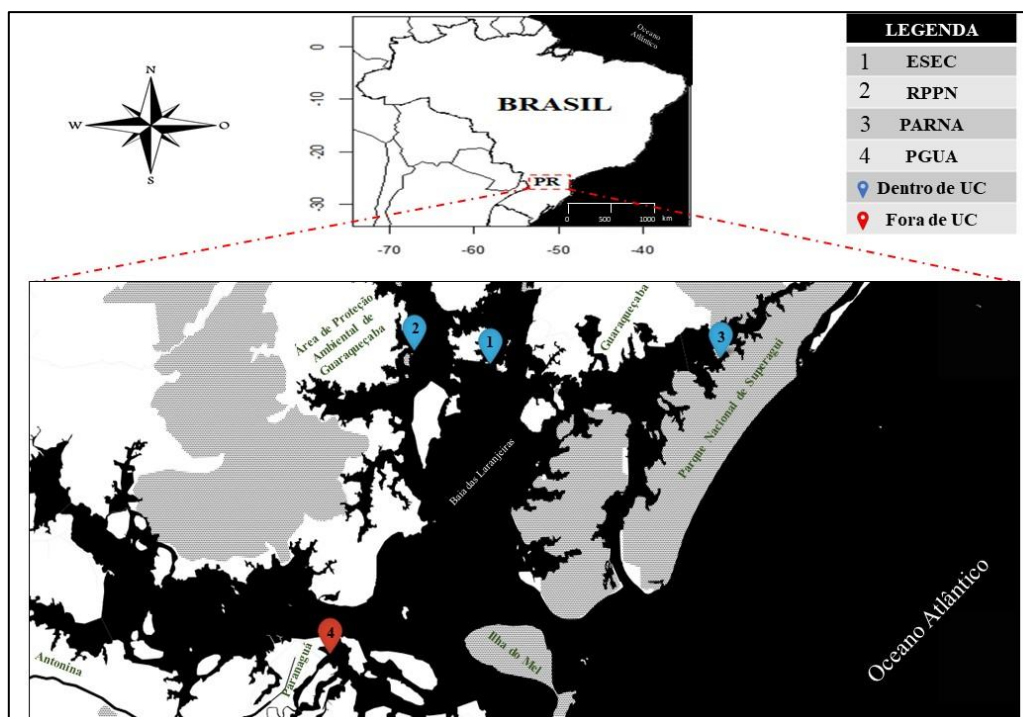 N
W
O
S
Oceano
Atlântico
BRASIL
PR
0
500
1000
km
0
-10
-20
-30
-70
-60
-50
-40
LEGENDA
1 ESEC
2 RPPN
3 PARNA
4 PGUA
Dentro de UC
Fora de UC
Área de Proteção
Ambiental de
Guaraqueçaba
2
1
Guaraqueçaba
3
Parque Nacional de Superagui
Baia das Laranjeiras
Oceano Atlântico
4
Ilha do Mel
Paranaguá
Antonina